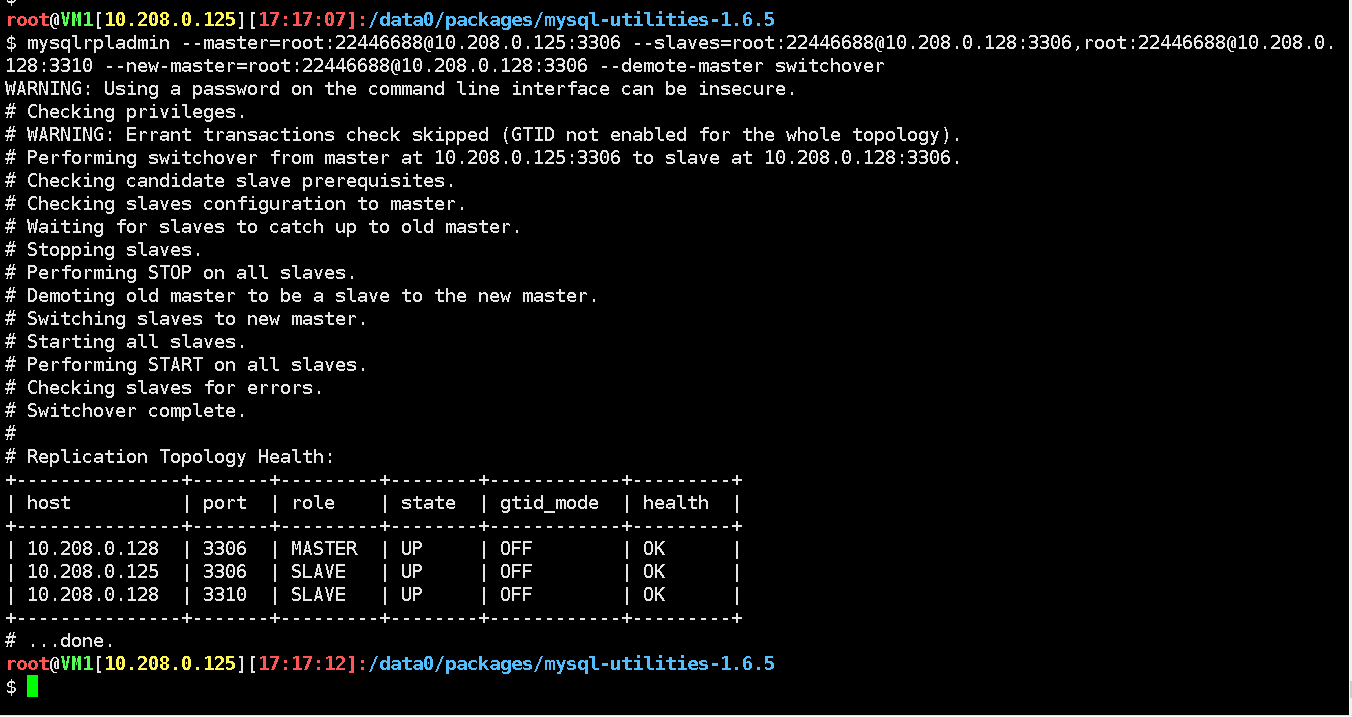 root@VM1[10.208.0.125][17:17:07]:/data0/packages/mysql-utilities-1.6.5
$ mysqlrpladmin --master=root:22446688@10.208.0.125:3306 --slaves=root:22446688@10.208.0.128:3306,root:22446688@10.208.0.
128:3310 --new-master=root:22446688@10.208.0.128:3306 --demote-master switchover
WARNING: Using a password on the command line interface can be insecure.
# Checking privileges.
# WARNING: Errant transactions check skipped (GTID not enabled for the whole topology).
# Performing switchover from master at 10.208.0.125:3306 to slave at 10.208.0.128:3306.
# Checking candidate slave prerequisites.
# Checking slaves configuration to master.
# Waiting for slaves to catch up to old master.
# Stopping slaves.
# Performing STOP on all slaves.
# Demoting old master to be a slave to the new master.
# Switching slaves to new master.
# Starting all slaves.
# Performing START on all slaves.
# Checking slaves for errors.
# Switchover complete.
#
# Replication Topology Health:
+---------------+-------+---------+--------+------------+---------+
| host          | port  | role    | state  | gtid_mode  | health  |
+---------------+-------+---------+--------+------------+---------+
| 10.208.0.128  | 3306  | MASTER  | UP     | OFF        | OK      |
| 10.208.0.125  | 3306  | SLAVE   | UP     | OFF        | OK      |
| 10.208.0.128  | 3310  | SLAVE   | UP     | OFF        | OK      |
+---------------+-------+---------+--------+------------+---------+
# ...done.
root@VM1[10.208.0.125][17:17:12]:/data0/packages/mysql-utilities-1.6.5
$